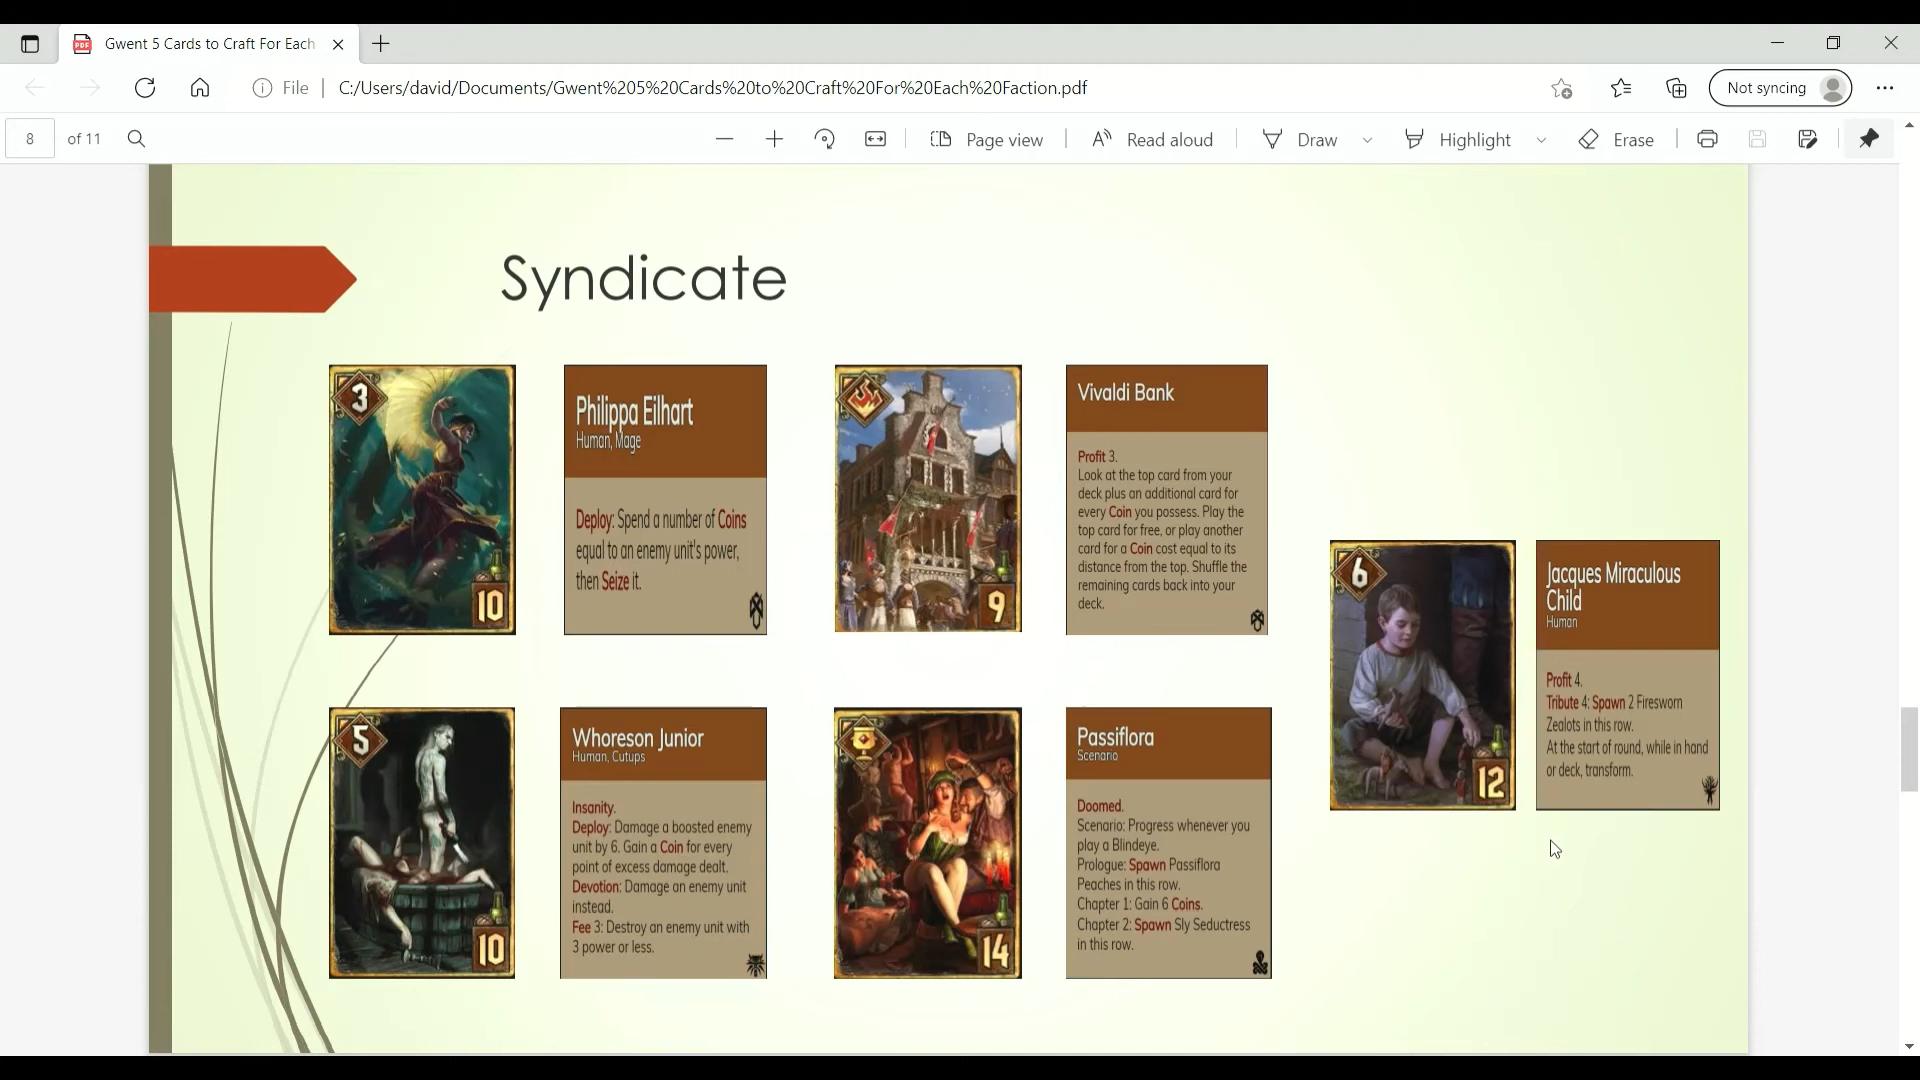 Gwent 5 Cards to Craft For Each
File
C:/Users/david/Documents/Gwent%205%20Cards%20to%20Craft%20For%20Each%20Faction.pdf
Not syncing
8 of 11
Page view
Read aloud
Draw
Highlight
Erase
Syndicate
3
10
Philippa Eilhart
Human, Mage
Deploy: Spend a number of Coins
equal to an enemy unit's power,
then Seize it.
9
Vivaldi Bank
Profit 3.
Look at the top card from your
deck plus an additional card for
every Coin you possess. Play the
top card for free, or play another
card for a Coin cost equal to its
distance from the top. Shuffle the
remaining cards back into your
deck.
6
12
Jacques Miraculous
Child
Human
Profit 4.
Tribute 4: Spawn 2 Firesworn
Zealots in this row.
At the start of round, while in hand
or deck, transform.
5
10
Whoreson Junior
Human, Cutups
Insanity.
Deploy: Damage a boosted enemy
unit by 6. Gain a Coin for every
point of excess damage dealt.
Devotion: Damage an enemy unit
instead.
Fee 3: Destroy an enemy unit with
3 power or less.
14
Passiflora
Scenario
Doomed.
Scenario: Progress whenever you
play a Blindeye.
Prologue: Spawn Passiflora
Peaches in this row.
Chapter 1: Gain 6 Coins.
Chapter 2: Spawn Sly Seductress
in this row.